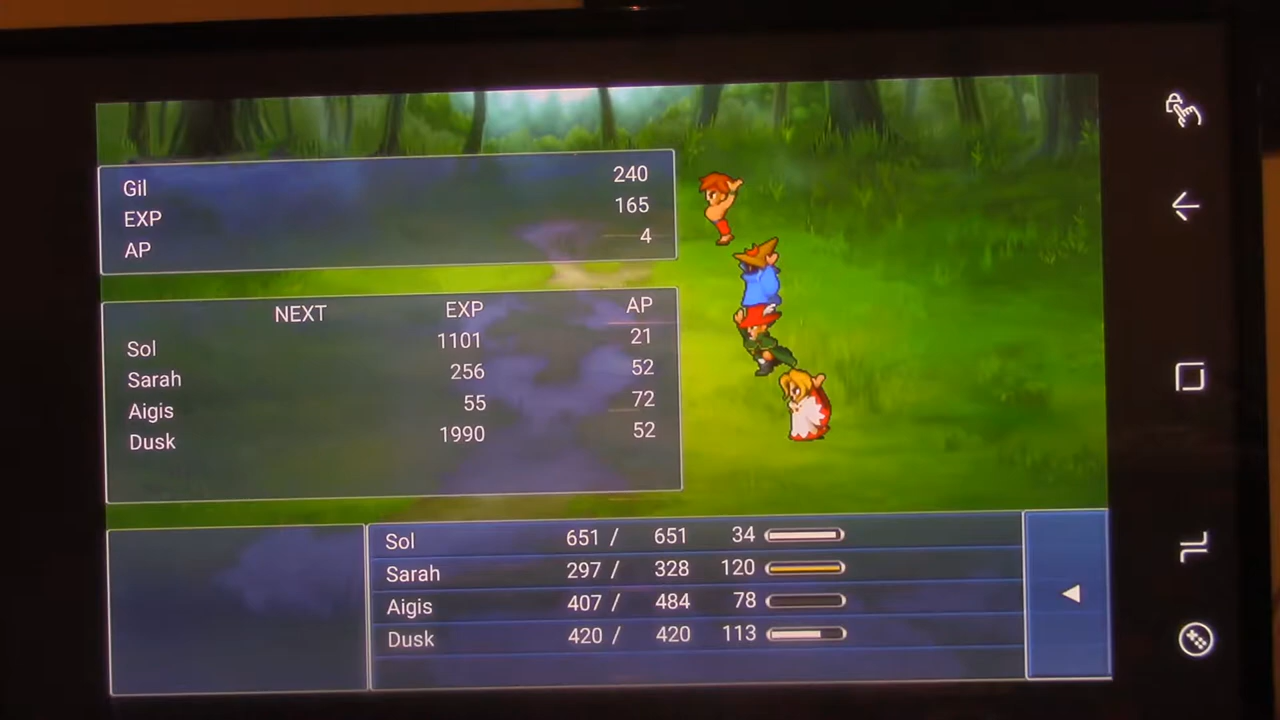 Gil 240
EXP 165
AP 4
NEXT EXP AP
Sol 1101 21
Sarah 256 52
Aigis 55 72
Dusk 1990 52
Sol 651 / 651 34
Sarah 297 / 328 120
Aigis 407 / 484 78
Dusk 420 / 420 113